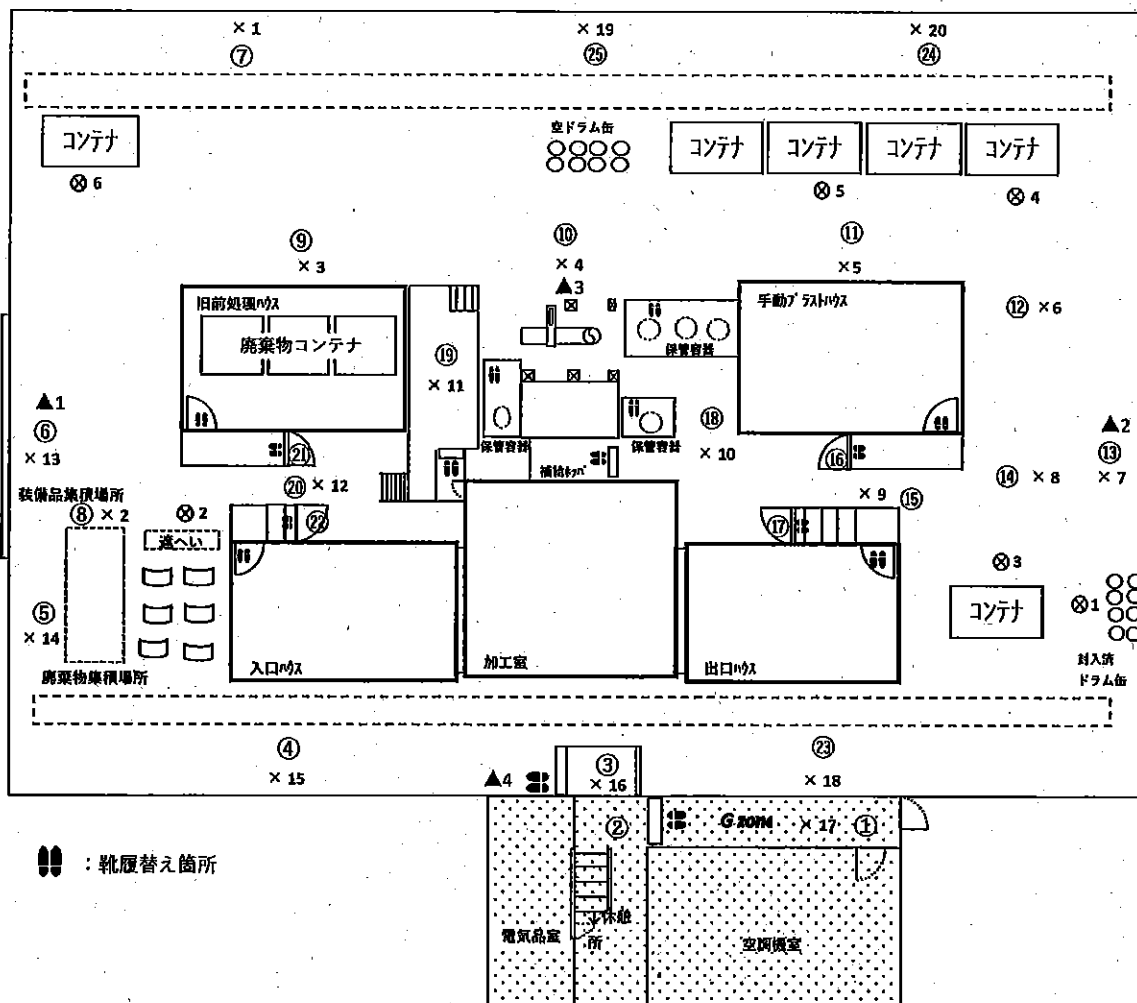 × 1
× 19
× 20
⑦
㉕
㉔
コンテナ
空ドラム缶
コンテナ
コンテナ
コンテナ
コンテナ
⊗ 6
⊗ 5
⊗ 4
⑨
⑩
⑪
× 3
× 4
×5
▲3
旧前処理ハウス
手動ブラストハウス
⑫ × 6
廃棄物コンテナ
⑲
保管容器
× 11
▲1
▲2
⑥
⑱
⑬
× 13
保管容器
保管容器
㉑
補給ホッパ
× 10
⑯
⑭ × 8
× 7
装備品集積場所
⑳ × 12
× 9 ⑮
⑧ × 2
⊗ 2
㉒
⑰
遮へい
⊗ 3
⑤
コンテナ
⊗1
× 14
入口ハウス
加工室
出口ハウス
封入済
ドラム缶
廃棄物集積場所
④
③
㉓
× 15
▲4
× 16
× 18
②
G zone
× 17
①
：靴履替え箇所
休憩
所
電気品室
空調機室